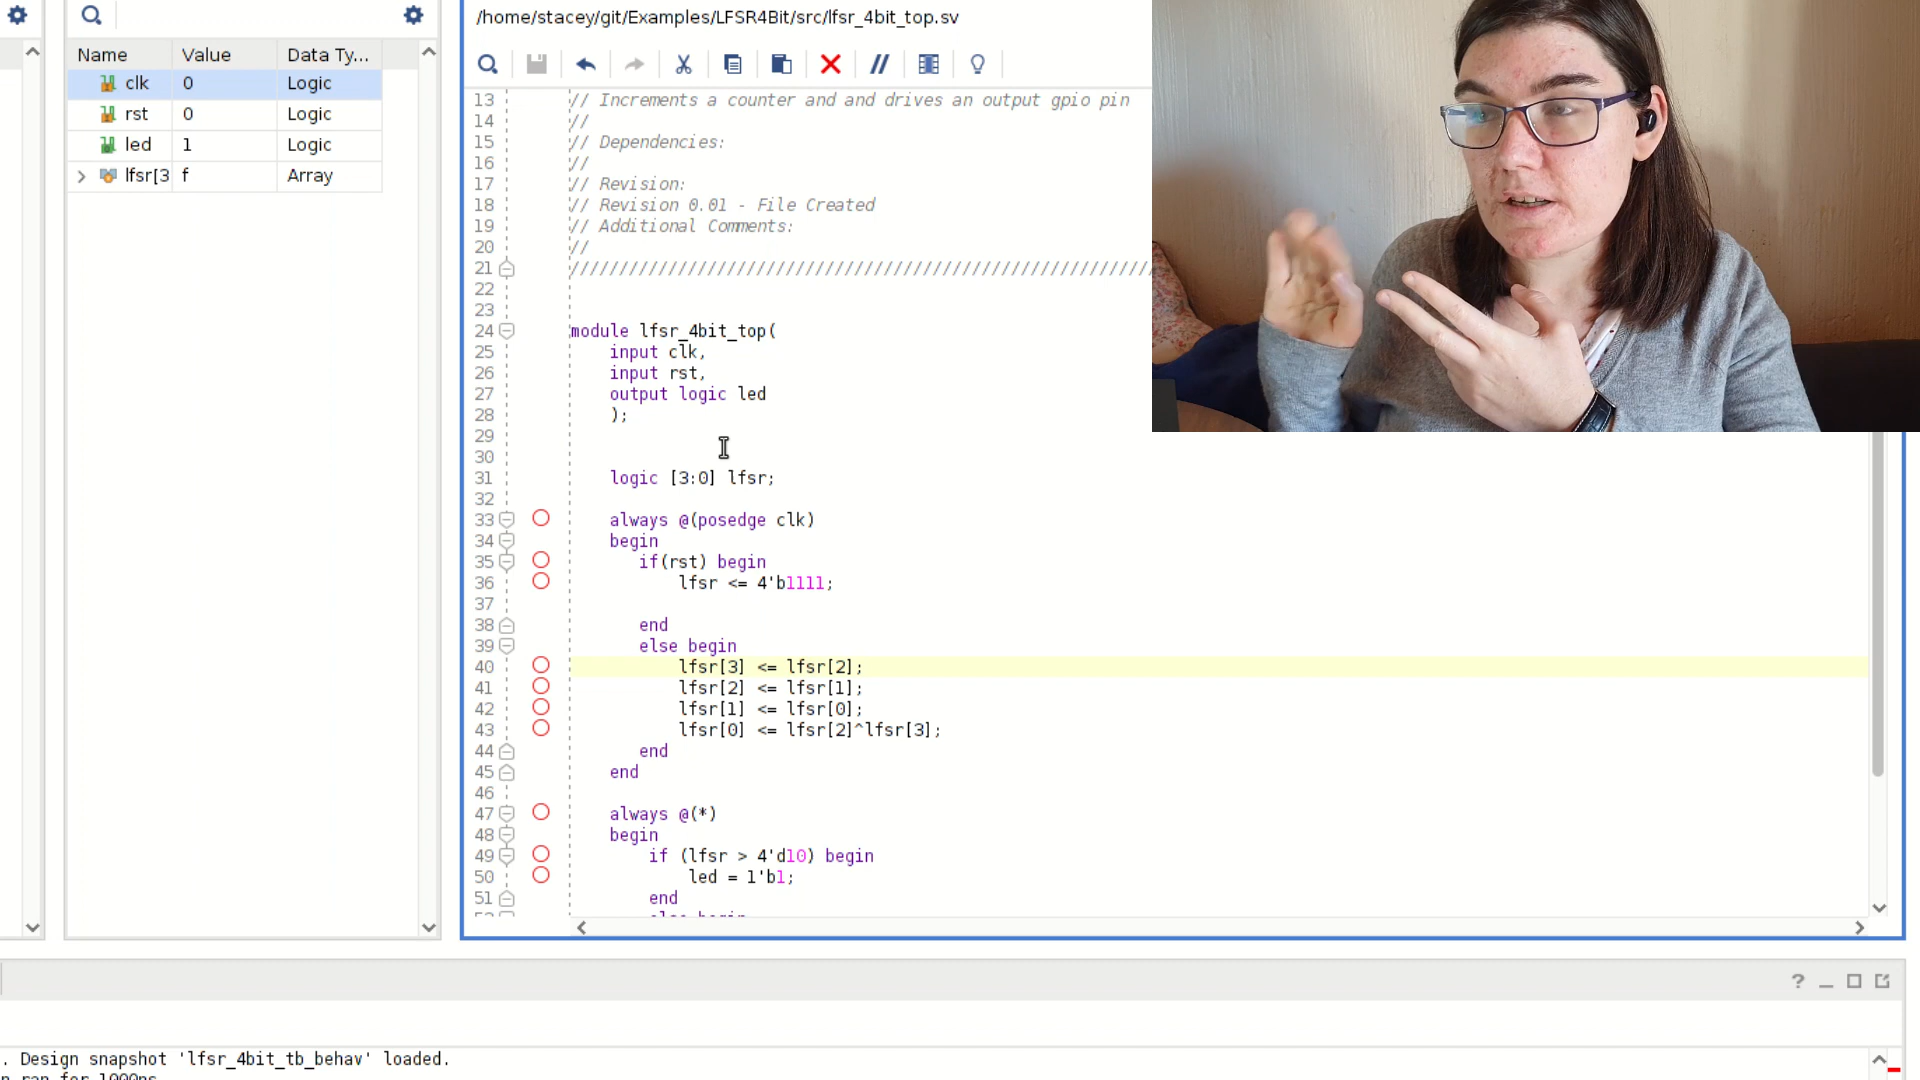 Name Value Data Ty...
clk 0 Logic
rst 0 Logic
led 1 Logic
lfsr[3 f Array
/home/stacey/git/Examples/LFSR4Bit/src/lfsr_4bit_top.sv
13 // Increments a counter and and drives an output gpio pin
14 //
15 // Dependencies:
16 //
17 // Revision:
18 // Revision 0.01 - File Created
19 // Additional Comments:
20 //
21 ////////////////////////////////////////////////////////////
22
23
24 module lfsr_4bit_top(
25 input clk,
26 input rst,
27 output logic led
28 );
29
30
31 logic [3:0] lfsr;
32
33 always @(posedge clk)
34 begin
35 if(rst) begin
36 lfsr <= 4'b1111;
37
38 end
39 else begin
40 lfsr[3] <= lfsr[2];
41 lfsr[2] <= lfsr[1];
42 lfsr[1] <= lfsr[0];
43 lfsr[0] <= lfsr[2]^lfsr[3];
44 end
45 end
46
47 always @(*)
48 begin
49 if (lfsr > 4'd10) begin
50 led = 1'b1;
51 end
else begin
. Design snapshot 'lfsr_4bit_tb_behav' loaded.
n ran for 1000ns